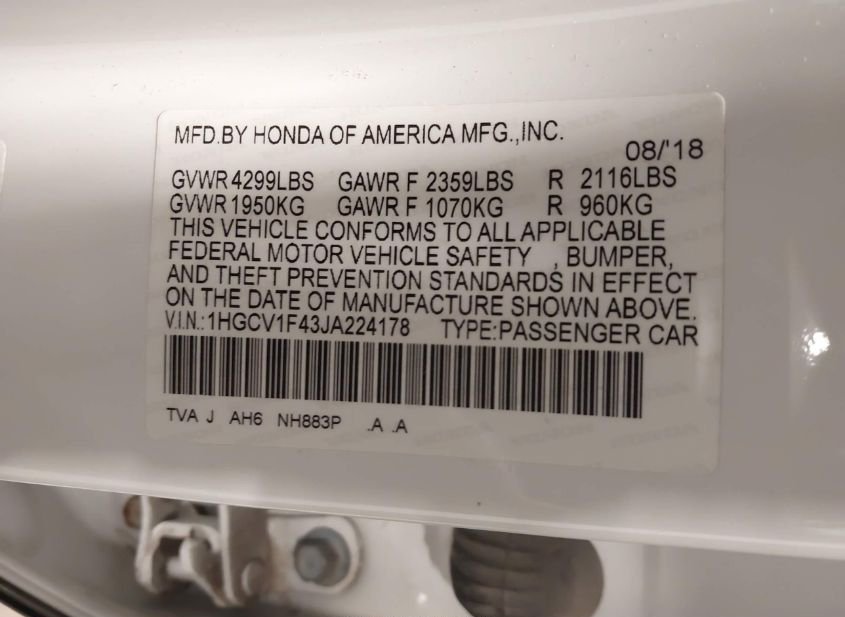 MFD.BY HONDA OF AMERICA MFG.,INC.
08/'18
GVWR 4299LBS GAWR F 2359LBS R 2116LBS
GVWR 1950KG GAWR F 1070KG R 960KG
THIS VEHICLE CONFORMS TO ALL APPLICABLE
FEDERAL MOTOR VEHICLE SAFETY , BUMPER,
AND THEFT PREVENTION STANDARDS IN EFFECT
ON THE DATE OF MANUFACTURE SHOWN ABOVE.
V.I.N.:1HGCV1F43JA224178 TYPE:PASSENGER CAR
TVA J AH6 NH883P .A .A